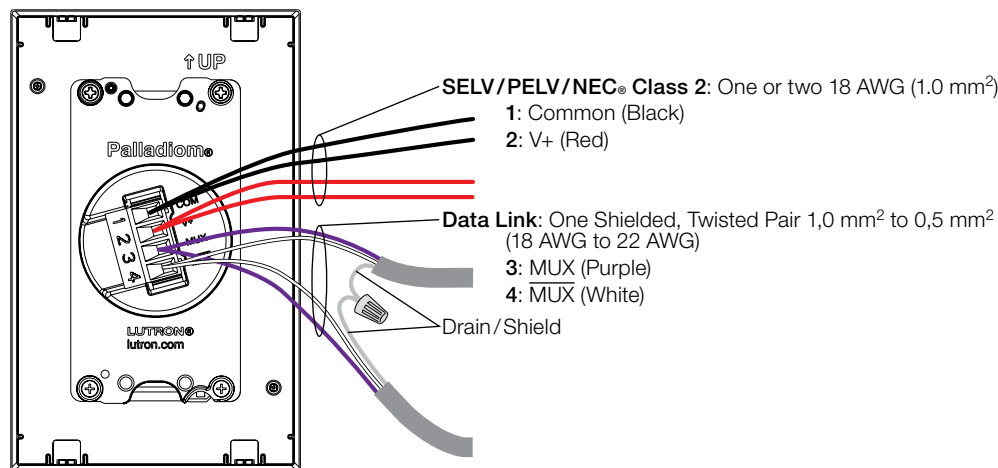 ↑ UP
SELV/PELV/NEC® Class 2: One or two 18 AWG (1.0 mm²)
1: Common (Black)
2: V+ (Red)
Palladiom®
COM
V+
MUX
MUX
1
2
3
4
Data Link: One Shielded, Twisted Pair 1,0 mm² to 0,5 mm²
(18 AWG to 22 AWG)
3: MUX (Purple)
4: M̅U̅X̅ (White)
Drain/Shield
LUTRON®
lutron.com